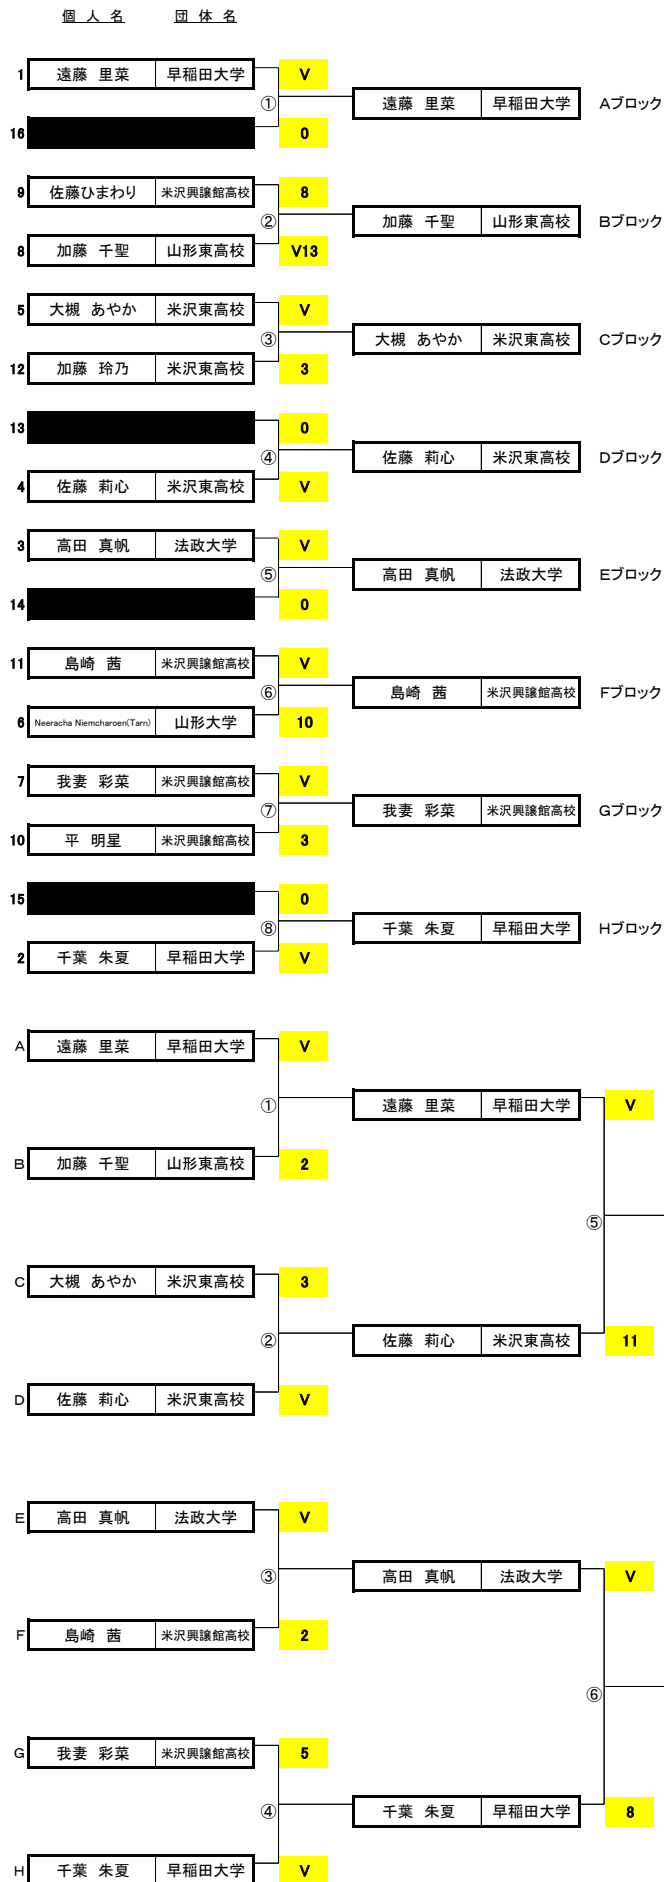 個 人 名 団 体 名
1 遠藤 里菜 早稲田大学 V
① 遠藤 里菜 早稲田大学 Aブロック
16 0
9 佐藤ひまわり 米沢興譲館高校 8
② 加藤 千聖 山形東高校 Bブロック
8 加藤 千聖 山形東高校 V13
5 大槻 あやか 米沢東高校 V
③ 大槻 あやか 米沢東高校 Cブロック
12 加藤 玲乃 米沢東高校 3
13 0
④ 佐藤 莉心 米沢東高校 Dブロック
4 佐藤 莉心 米沢東高校 V
3 高田 真帆 法政大学 V
⑤ 高田 真帆 法政大学 Eブロック
14 0
11 島崎 茜 米沢興譲館高校 V
⑥ 島崎 茜 米沢興譲館高校 Fブロック
6 Neeracha Niemcharoen(Tarn) 山形大学 10
7 我妻 彩菜 米沢興譲館高校 V
⑦ 我妻 彩菜 米沢興譲館高校 Gブロック
10 平 明星 米沢興譲館高校 3
15 0
⑧ 千葉 朱夏 早稲田大学 Hブロック
2 千葉 朱夏 早稲田大学 V
A 遠藤 里菜 早稲田大学 V
① 遠藤 里菜 早稲田大学 V
B 加藤 千聖 山形東高校 2
⑤
C 大槻 あやか 米沢東高校 3
② 佐藤 莉心 米沢東高校 11
D 佐藤 莉心 米沢東高校 V
E 高田 真帆 法政大学 V
③ 高田 真帆 法政大学 V
F 島崎 茜 米沢興譲館高校 2
⑥
G 我妻 彩菜 米沢興譲館高校 5
④ 千葉 朱夏 早稲田大学 8
H 千葉 朱夏 早稲田大学 V